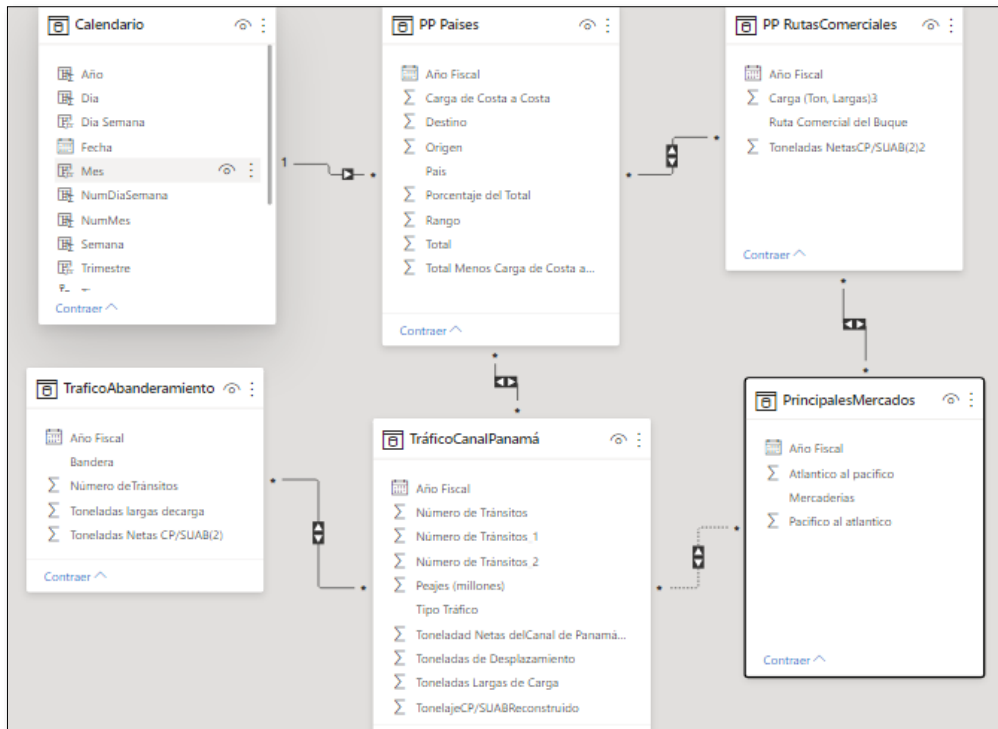 Calendario
Año
Dia
Dia Semana
Fecha
Mes
NumDiaSemana
NumMes
Semana
Trimestre
Contraer
PP Paises
Año Fiscal
Carga de Costa a Costa
Destino
Origen
Pais
Porcentaje del Total
Rango
Total
Total Menos Carga de Costa a...
Contraer
PP RutasComerciales
Año Fiscal
Carga (Ton, Largas)3
Ruta Comercial del Buque
Toneladas NetasCP/SUAB(2)2
Contraer
1
*
*
*
*
*
*
*
*
*
*
*
TraficoAbanderamiento
Año Fiscal
Bandera
Número deTránsitos
Toneladas largas decarga
Toneladas Netas CP/SUAB(2)
Contraer
TráficoCanalPanamá
Año Fiscal
Número de Tránsitos
Número de Tránsitos_1
Número de Tránsitos_2
Peajes (millones)
Tipo Tráfico
Toneladad Netas delCanal de Panamá...
Toneladas de Desplazamiento
Toneladas Largas de Carga
TonelajeCP/SUABReconstruido
PrincipalesMercados
Año Fiscal
Atlantico al pacifico
Mercaderias
Pacifico al atlantico
Contraer